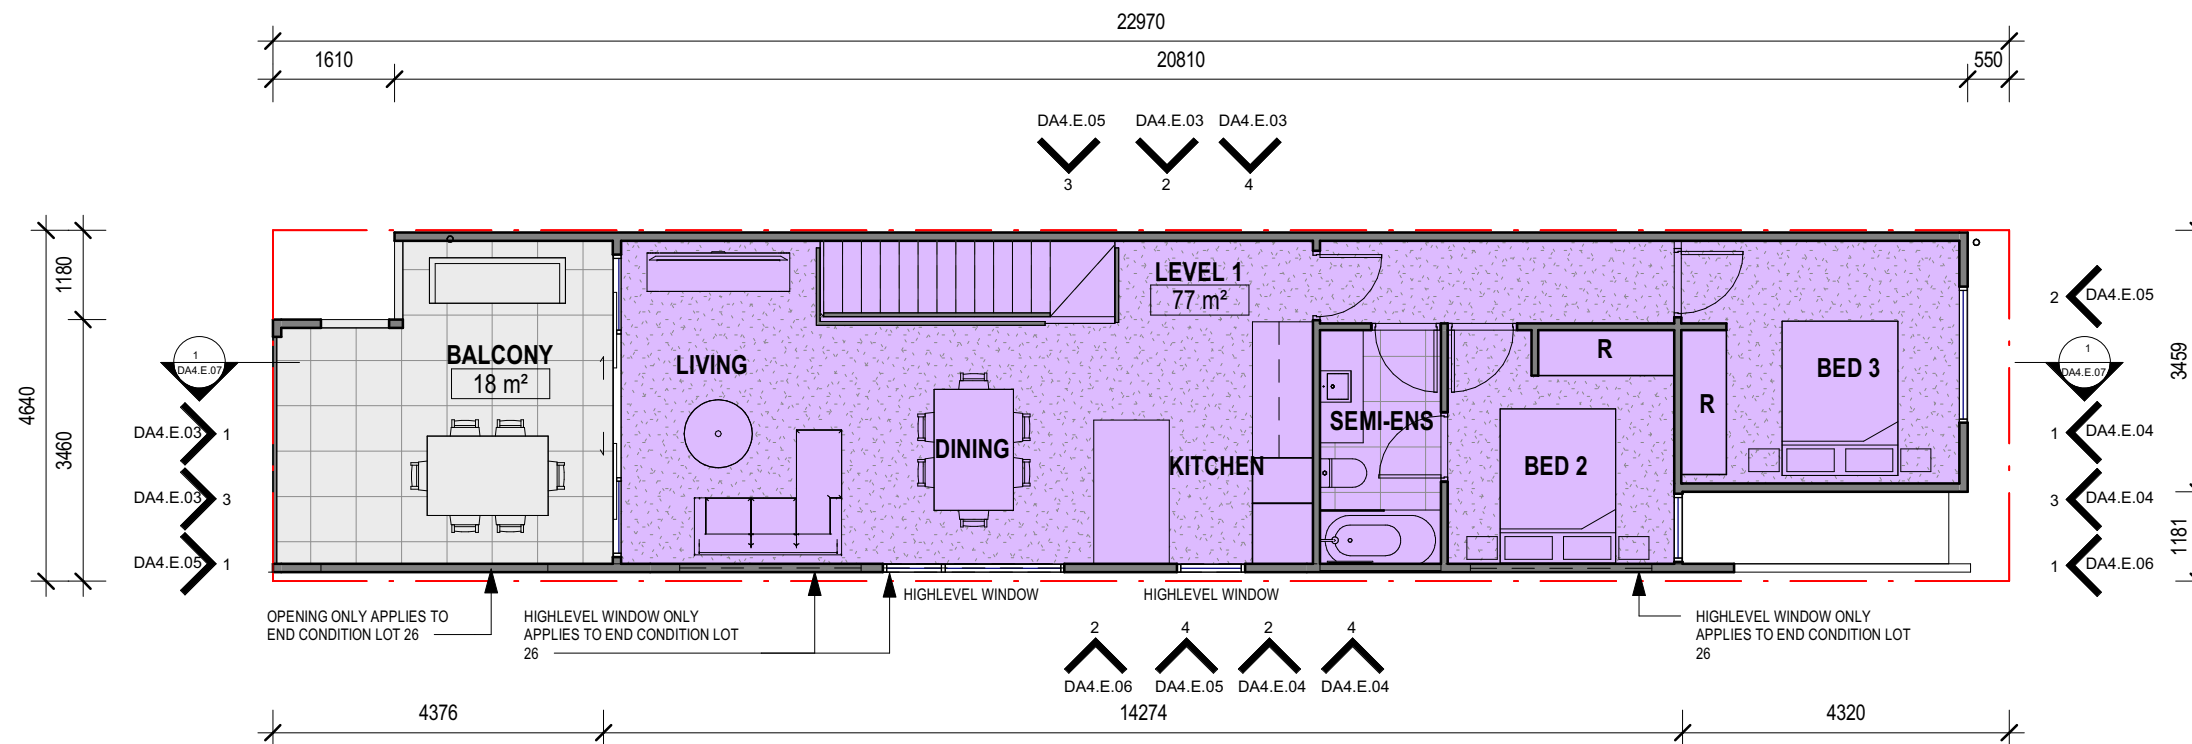 22970
1610
20810
550
DA4.E.05
DA4.E.03
DA4.E.03
3
2
4
4640
1180
3460
1
DA4.E.07
DA4.E.03 1
DA4.E.03 3
DA4.E.05 1
BALCONY
18 m²
LIVING
DINING
LEVEL 1
77 m²
KITCHEN
SEMI-ENS
R
BED 2
R
BED 3
1
DA4.E.07
2 DA4.E.05
1 DA4.E.04
3 DA4.E.04
1 DA4.E.06
3459
1181
OPENING ONLY APPLIES TO
END CONDITION LOT 26
HIGHLEVEL WINDOW ONLY
APPLIES TO END CONDITION LOT
26
HIGHLEVEL WINDOW
HIGHLEVEL WINDOW
HIGHLEVEL WINDOW ONLY
APPLIES TO END CONDITION LOT
26
2
4
2
4
DA4.E.06
DA4.E.05
DA4.E.04
DA4.E.04
4376
14274
4320